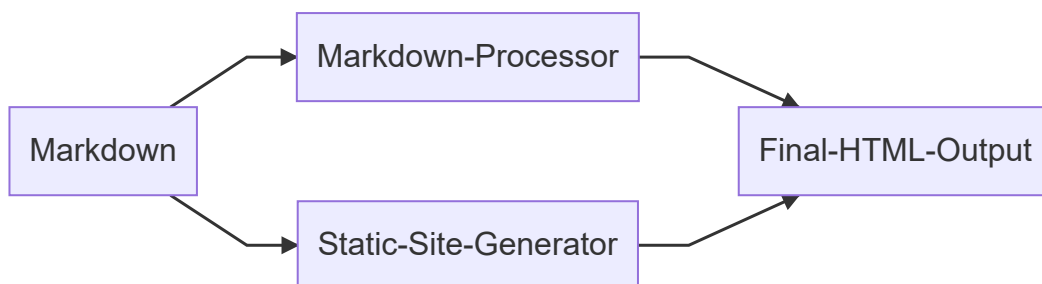 Markdown-Processor
Markdown
Final-HTML-Output
Static-Site-Generator